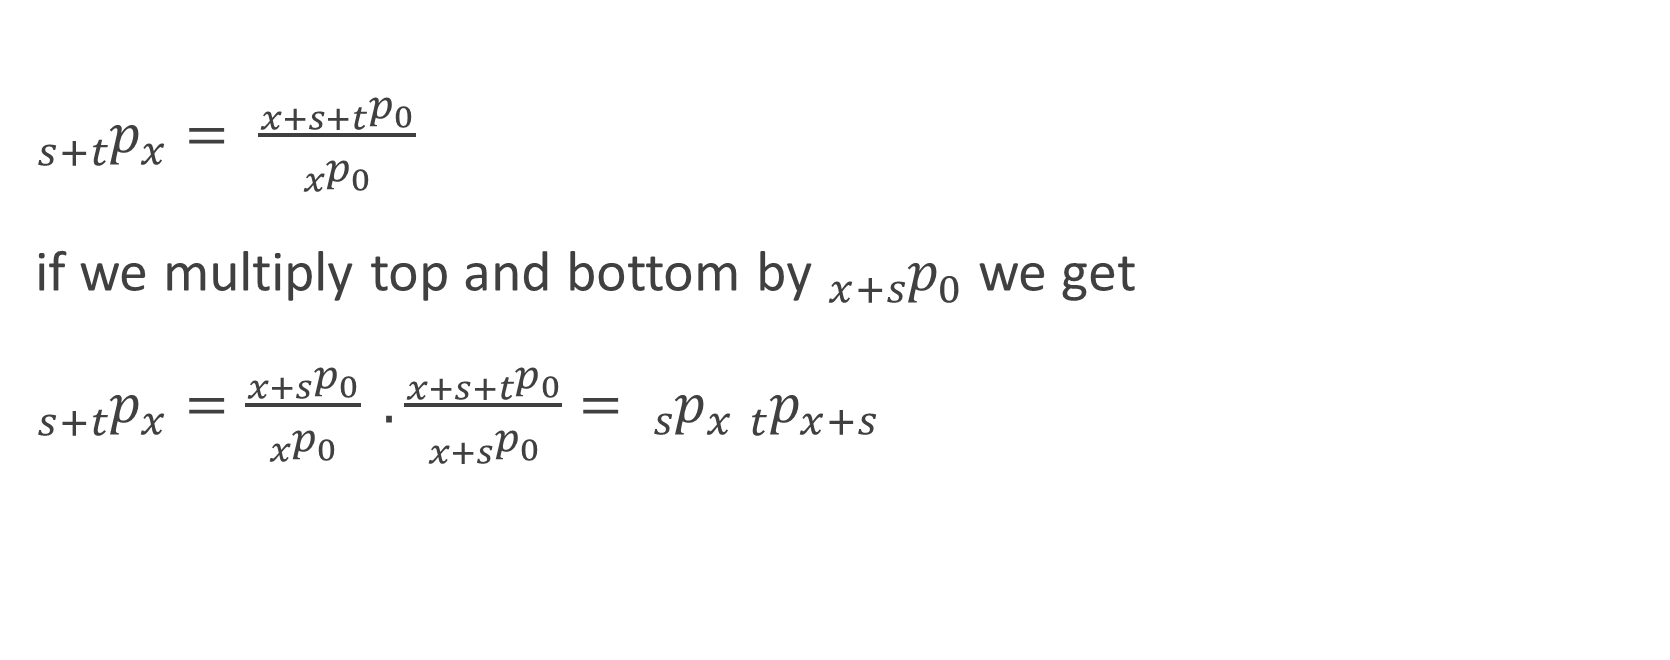 ₛ₊ₜpₓ = ₓ₊ₛ₊ₜp₀ / ₓp₀
if we multiply top and bottom by ₓ₊ₛp₀ we get
ₛ₊ₜpₓ = ₓ₊ₛp₀ / ₓp₀ . ₓ₊ₛ₊ₜp₀ / ₓ₊ₛp₀ = ₛpₓ ₜpₓ₊ₛ